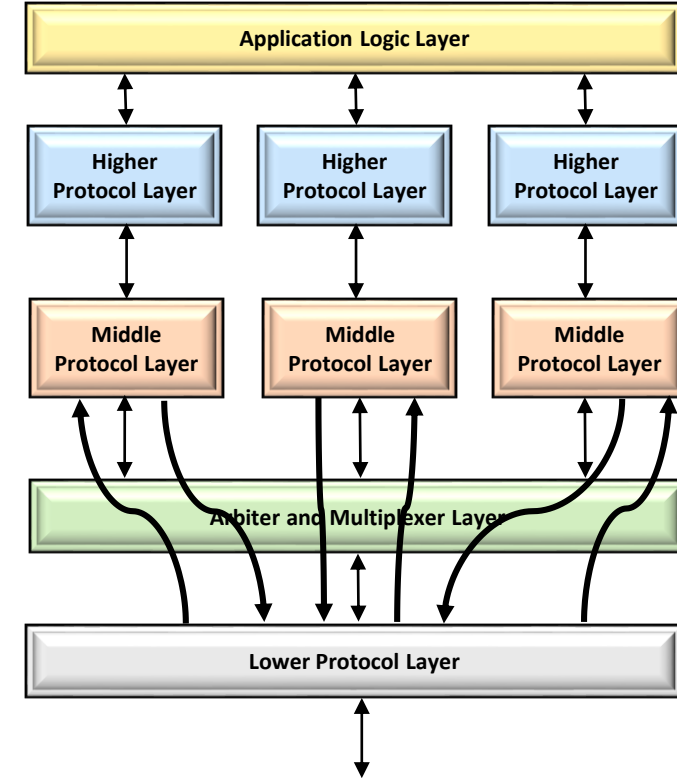 Application Logic Layer
Higher
Protocol Layer
Higher
Protocol Layer
Higher
Protocol Layer
Middle
Protocol Layer
Middle
Protocol Layer
Middle
Protocol Layer
Arbiter and Multiplexer Layer
Lower Protocol Layer